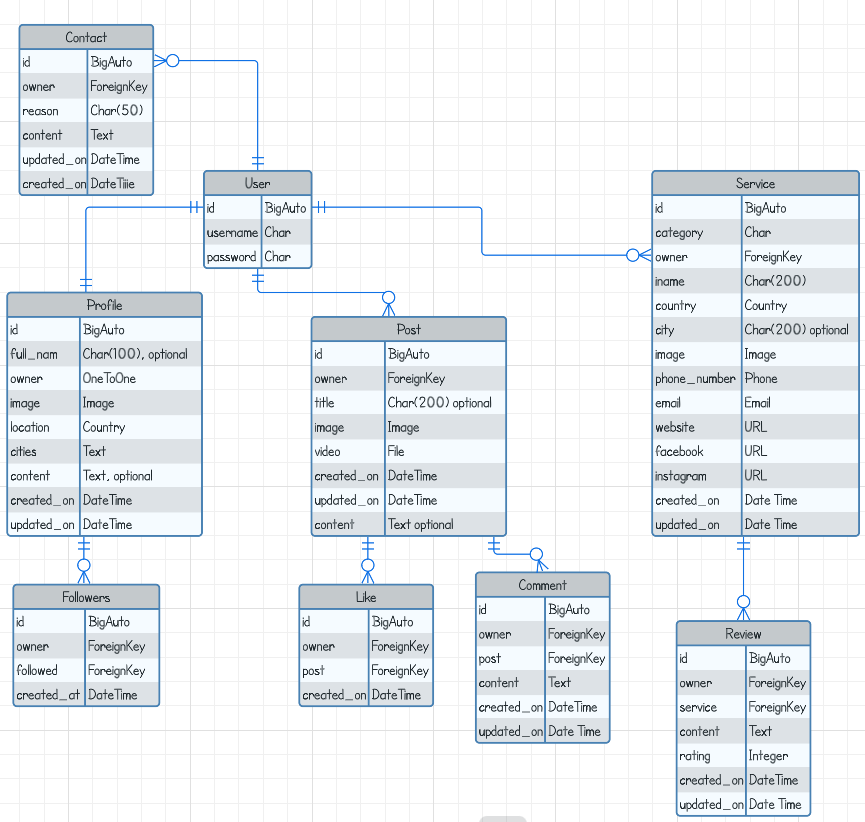 Contact
id BigAuto
owner ForeignKey
reason Char(50)
content Text
updated_on DateTime
created_on DateTiiie
User
id BigAuto
username Char
password Char
Service
id BigAuto
category Char
owner ForeignKey
iname Char(200)
country Country
city Char(200) optional
image Image
phone_number Phone
email Email
website URL
facebook URL
instagram URL
created_on Date Time
updated_on Date Time
Profile
id BigAuto
full_nam Char(100), optional
owner OneToOne
image Image
location Country
cities Text
content Text, optional
created_on DateTime
updated_on DateTime
Post
id BigAuto
owner ForeignKey
title Char(200) optional
image Image
video File
created_on DateTime
updated_on DateTime
content Text optional
Followers
id BigAuto
owner ForeignKey
followed ForeignKey
created_at DateTime
Like
id BigAuto
owner ForeignKey
post ForeignKey
created_on DateTime
Comment
id BigAuto
owner ForeignKey
post ForeignKey
content Text
created_on DateTime
updated_on Date Time
Review
id BigAuto
owner ForeignKey
service ForeignKey
content Text
rating Integer
created_on DateTime
updated_on Date Time